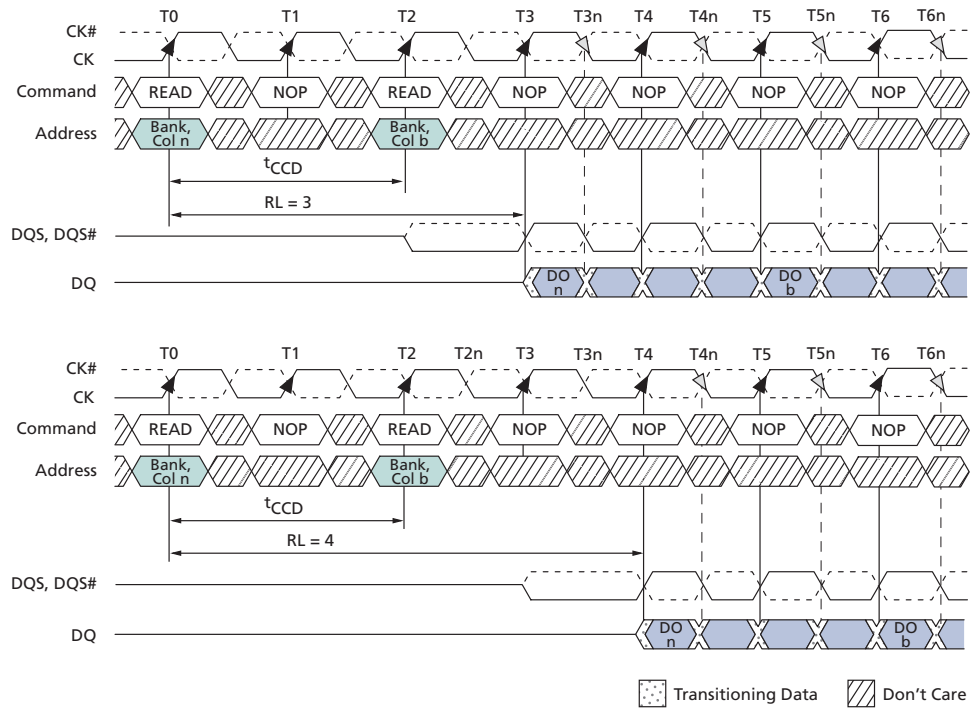 T0 T1 T2 T3 T3n T4 T4n T5 T5n T6 T6n
CK#
CK
Command READ NOP READ NOP NOP NOP NOP
Address Bank, Col n Bank, Col b
tCCD
RL = 3
DQS, DQS#
DQ DO n DO b
T0 T1 T2 T2n T3 T3n T4 T4n T5 T5n T6 T6n
CK#
CK
Command READ NOP READ NOP NOP NOP NOP
Address Bank, Col n Bank, Col b
tCCD
RL = 4
DQS, DQS#
DQ DO n DO b
Transitioning Data Don't Care